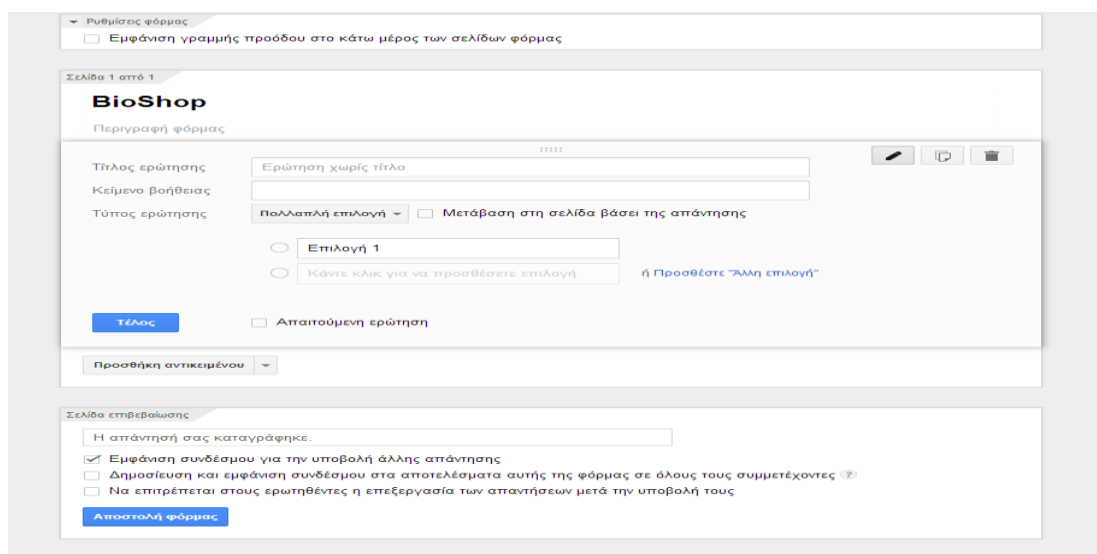 Ρυθμίσεις φόρμας
Εμφάνιση γραμμής προόδου στο κάτω μέρος των σελίδων φόρμας
Σελίδα 1 από 1
BioShop
Περιγραφή φόρμας
Τίτλος ερώτησης Ερώτηση χωρίς τίτλο
Κείμενο βοήθειας
Τύπος ερώτησης Πολλαπλή επιλογή Μετάβαση στη σελίδα βάσει της απάντησης
Επιλογή 1
Κάντε κλικ για να προσθέσετε επιλογή ή Προσθέστε "Άλλη επιλογή"
Τέλος Απαιτούμενη ερώτηση
Προσθήκη αντικειμένου
Σελίδα επιβεβαίωσης
Η απάντησή σας καταγράφηκε.
Εμφάνιση συνδέσμου για την υποβολή άλλης απάντησης
Δημοσίευση και εμφάνιση συνδέσμου στα αποτελέσματα αυτής της φόρμας σε όλους τους συμμετέχοντες ?
Να επιτρέπεται στους ερωτηθέντες η επεξεργασία των απαντήσεων μετά την υποβολή τους
Αποστολή φόρμας